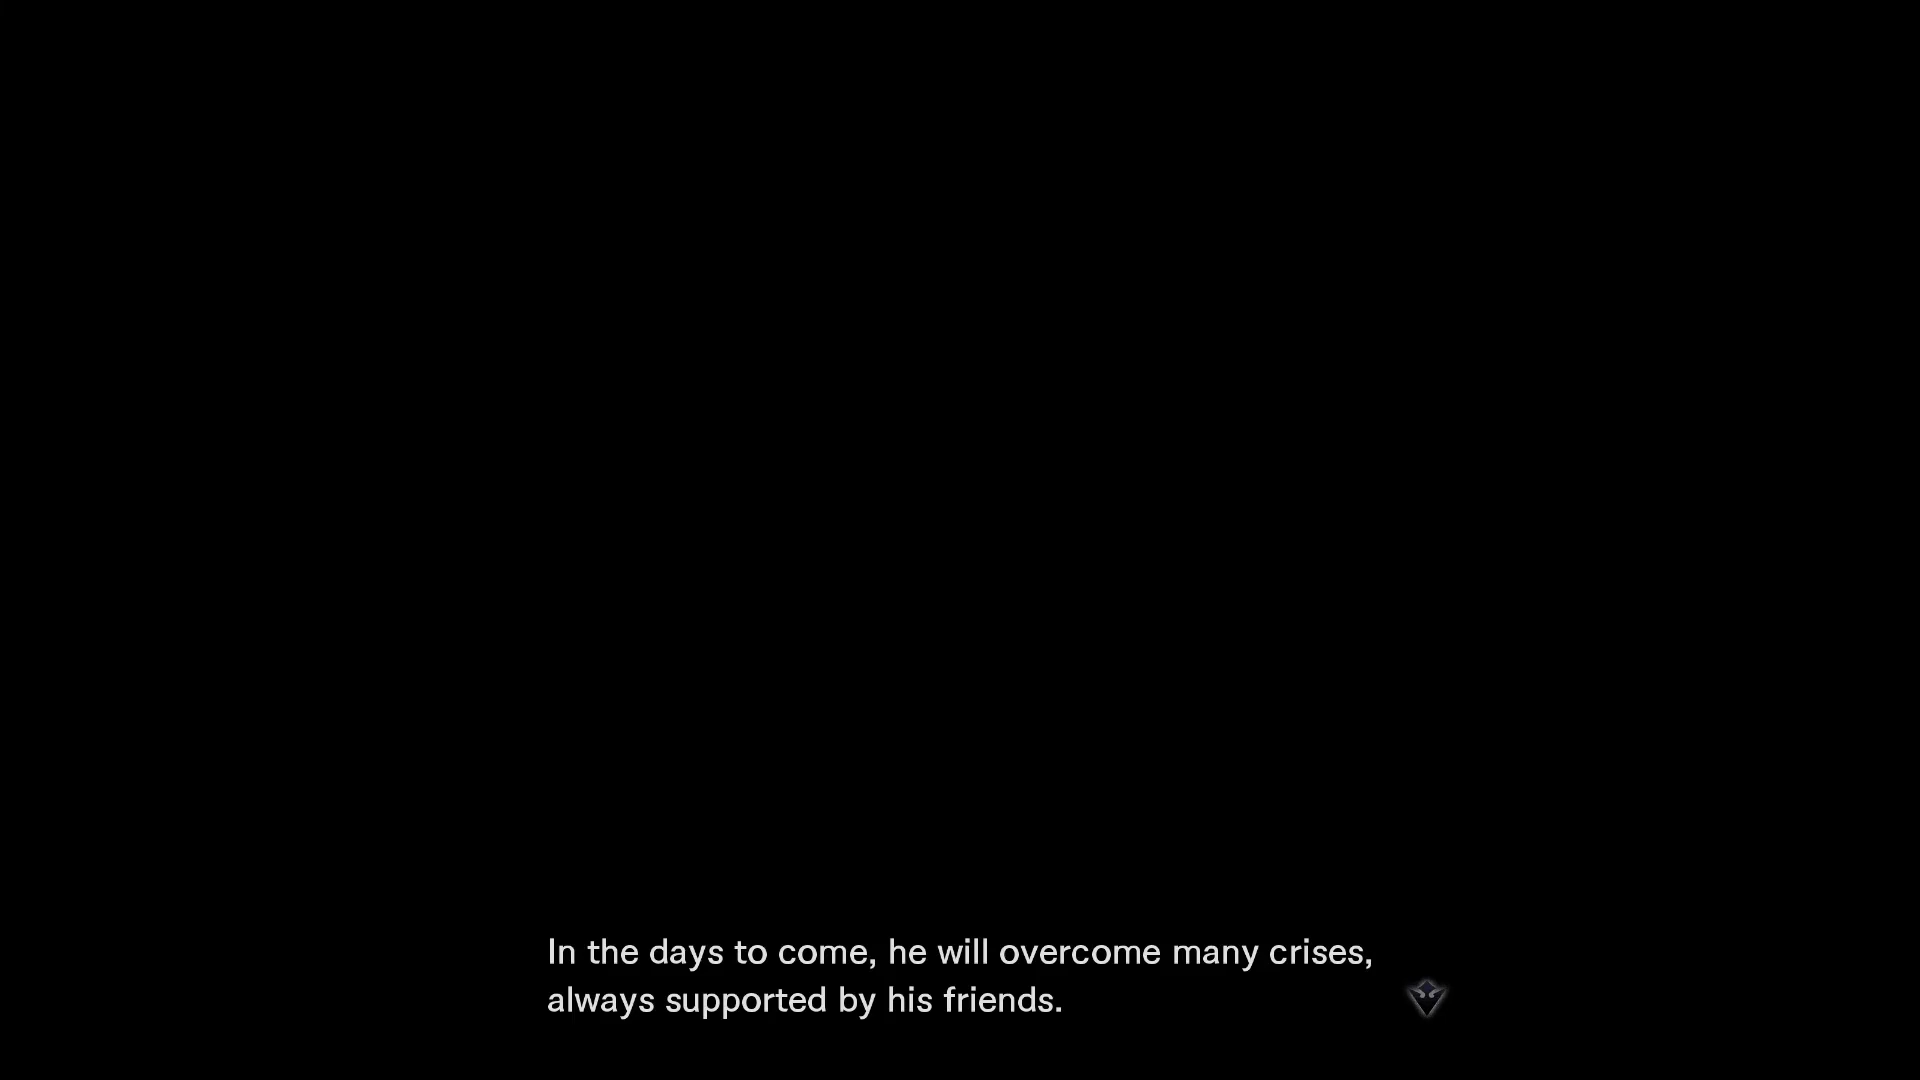 In the days to come, he will overcome many crises,
always supported by his friends.